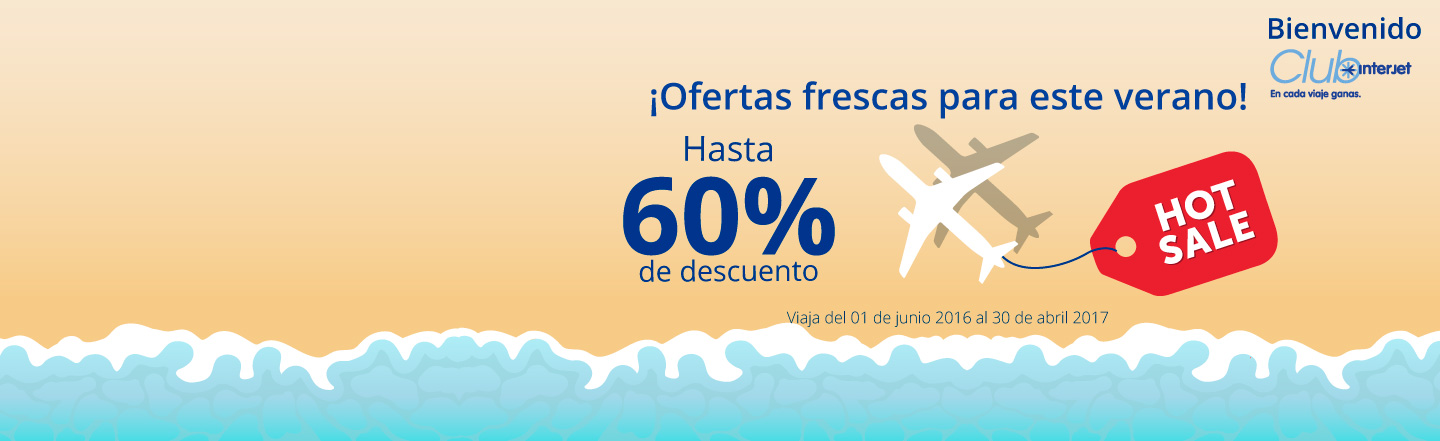 Bienvenido
Club interjet
En cada viaje ganas.
¡Ofertas frescas para este verano!
Hasta
60%
de descuento
HOT
SALE
Viaja del 01 de junio 2016 al 30 de abril 2017